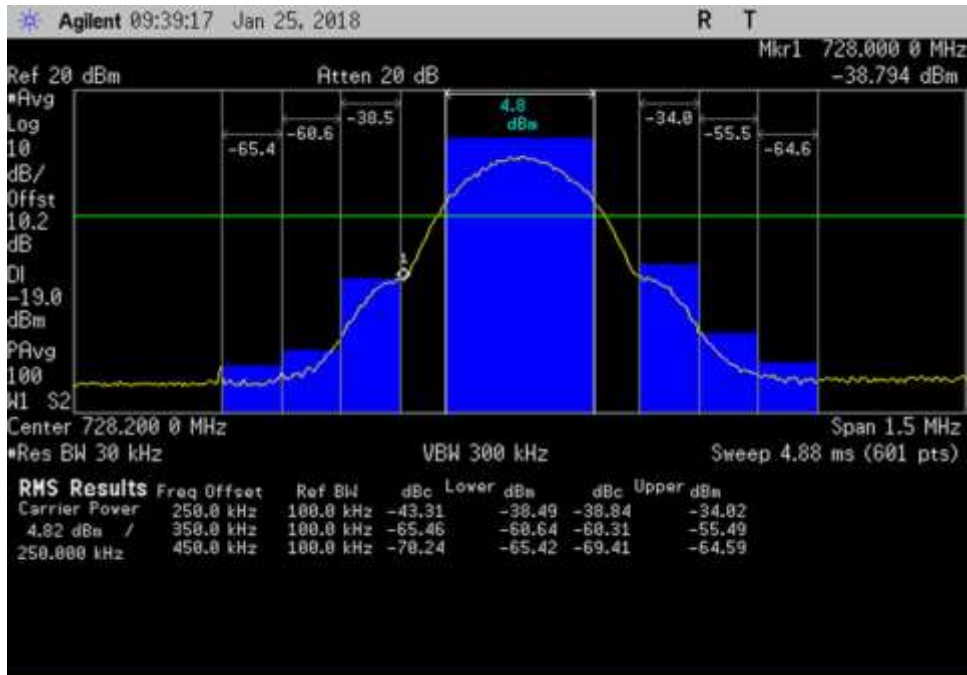 Agilent 09:39:17 Jan 25, 2018 R T
Mkr1 728.000 0 MHz
Ref 20 dBm Atten 20 dB -38.794 dBm
#Avg
Log
10
dB/
Offst
10.2
dB
DI
-19.0
dBm
PAvg
100
W1 S2
-65.4
-60.6
-38.5
4.8
dBm
-34.0
-55.5
-64.6
1
Center 728.200 0 MHz Span 1.5 MHz
#Res BW 30 kHz VBW 300 kHz Sweep 4.88 ms (601 pts)
RMS Results Freq Offset Ref BW dBc Lower dBm dBc Upper dBm
Carrier Power 250.0 kHz 100.0 kHz -43.31 -38.49 -38.84 -34.02
4.82 dBm / 350.0 kHz 100.0 kHz -65.46 -60.64 -60.31 -55.49
250.000 kHz 450.0 kHz 100.0 kHz -70.24 -65.42 -69.41 -64.59